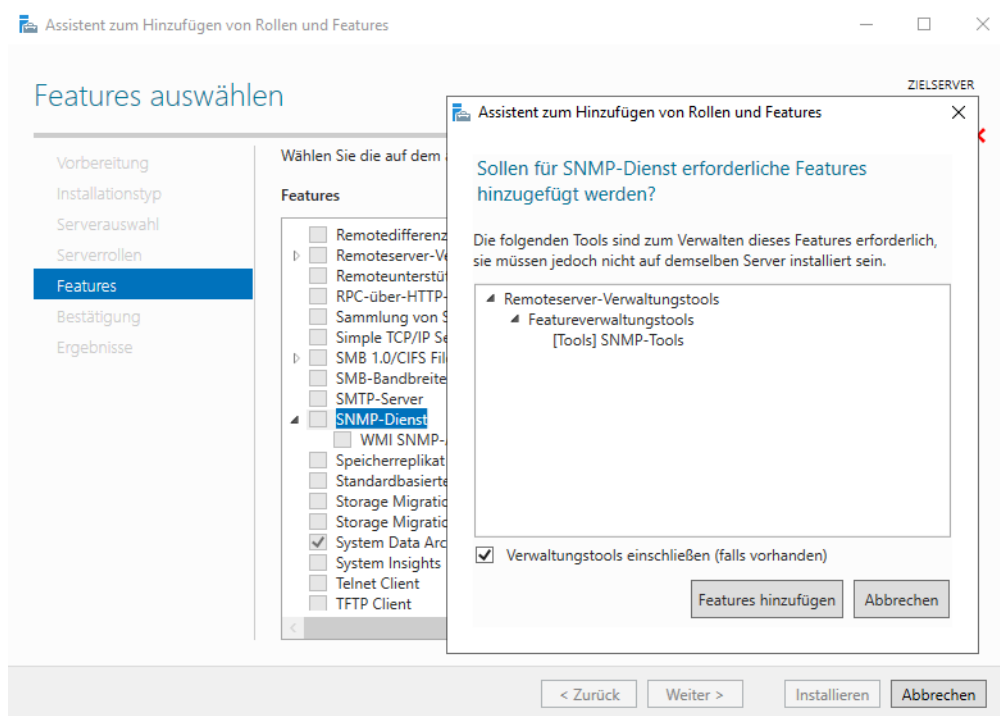 Assistent zum Hinzufügen von Rollen und Features
Features auswählen
ZIELSERVER
Vorbereitung
Installationstyp
Serverauswahl
Serverrollen
Features
Bestätigung
Ergebnisse
Wählen Sie die auf dem
Features
Remotedifferenz
Remoteserver-Ve
Remoteunterstüt
RPC-über-HTTP-
Sammlung von S
Simple TCP/IP Se
SMB 1.0/CIFS File
SMB-Bandbreite
SMTP-Server
SNMP-Dienst
WMI SNMP-
Speicherreplikat
Standardbasierte
Storage Migratio
Storage Migratio
System Data Arc
System Insights
Telnet Client
TFTP Client
Assistent zum Hinzufügen von Rollen und Features
Sollen für SNMP-Dienst erforderliche Features
hinzugefügt werden?
Die folgenden Tools sind zum Verwalten dieses Features erforderlich,
sie müssen jedoch nicht auf demselben Server installiert sein.
Remoteserver-Verwaltungstools
Featureverwaltungstools
[Tools] SNMP-Tools
Verwaltungstools einschließen (falls vorhanden)
Features hinzufügen
Abbrechen
< Zurück
Weiter >
Installieren
Abbrechen